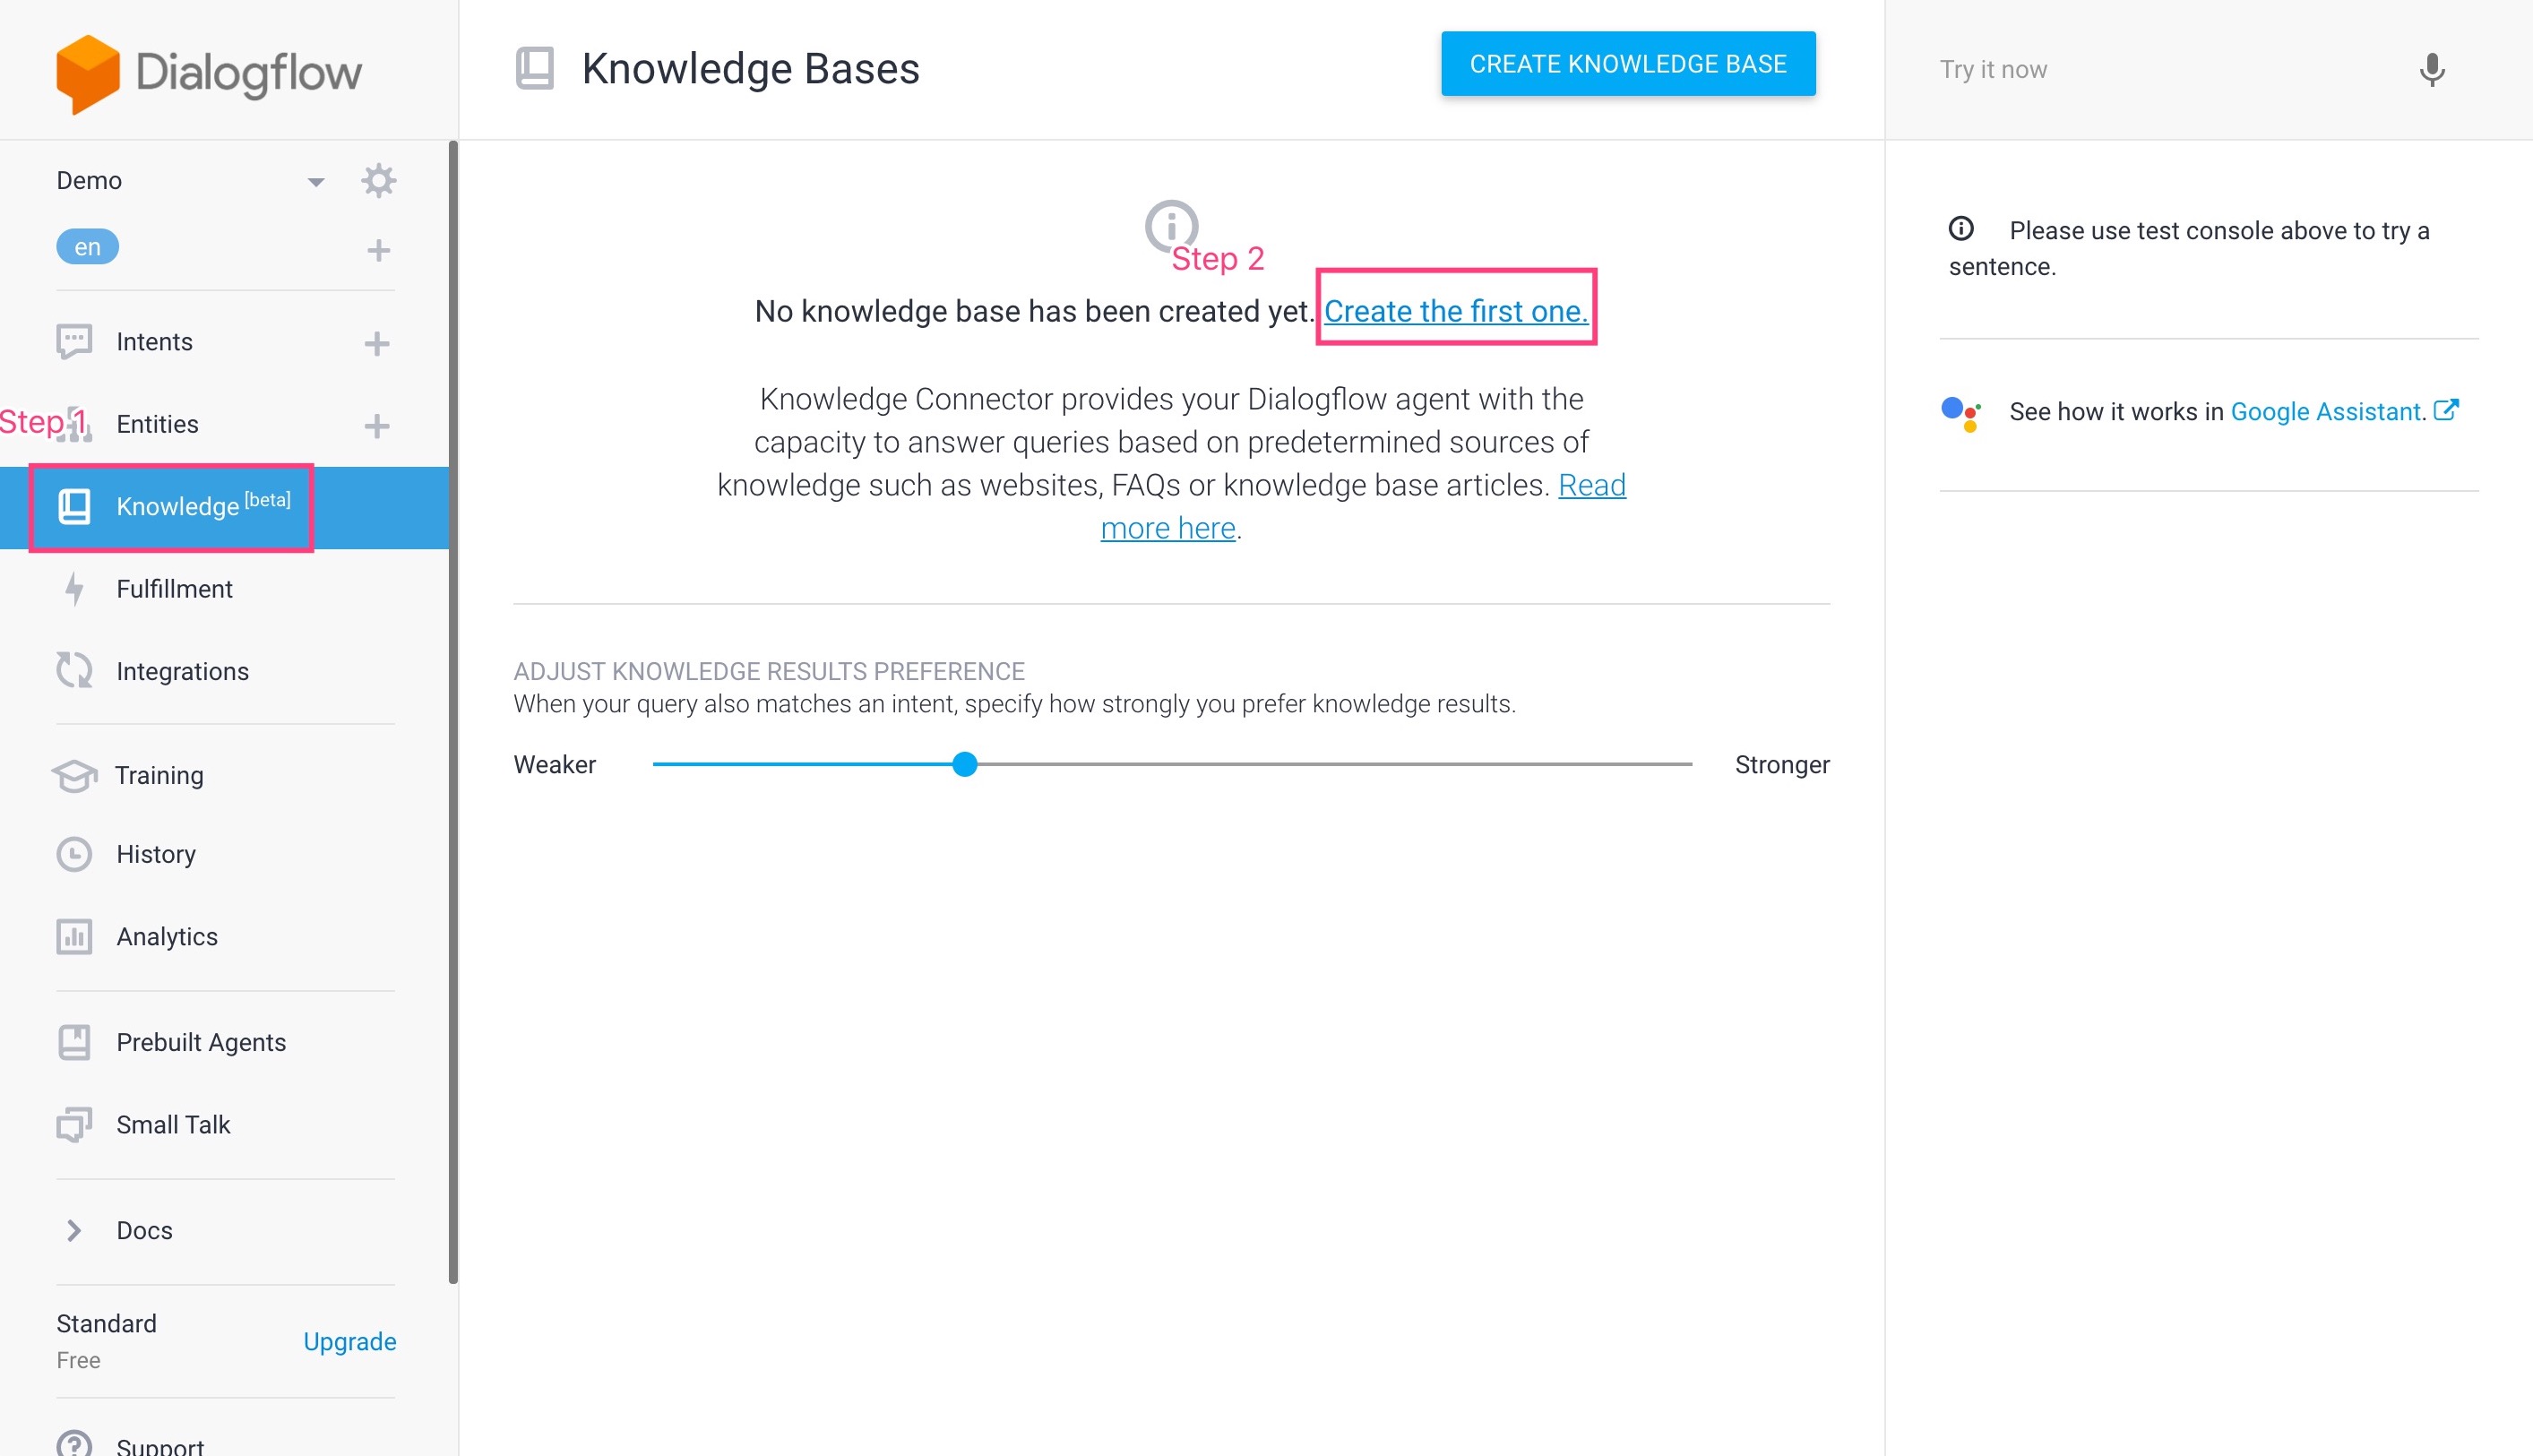 Dialogflow
Demo
en
Intents
Step 1
Entities
Knowledge [beta]
Fulfillment
Integrations
Training
History
Analytics
Prebuilt Agents
Small Talk
Docs
Standard
Free
Upgrade
Support
Knowledge Bases
CREATE KNOWLEDGE BASE
Step 2
No knowledge base has been created yet. Create the first one.
Knowledge Connector provides your Dialogflow agent with the
capacity to answer queries based on predetermined sources of
knowledge such as websites, FAQs or knowledge base articles. Read
more here.
ADJUST KNOWLEDGE RESULTS PREFERENCE
When your query also matches an intent, specify how strongly you prefer knowledge results.
Weaker
Stronger
Try it now
Please use test console above to try a
sentence.
See how it works in Google Assistant.